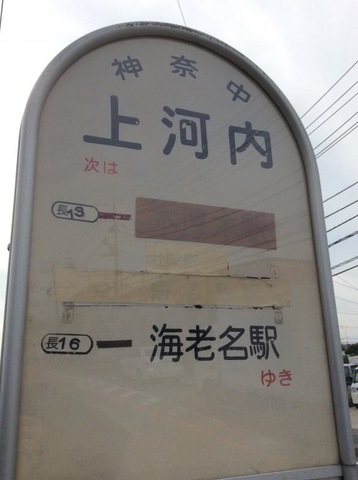 神奈中
上河内
次は
長13
長16 海老名駅
ゆき